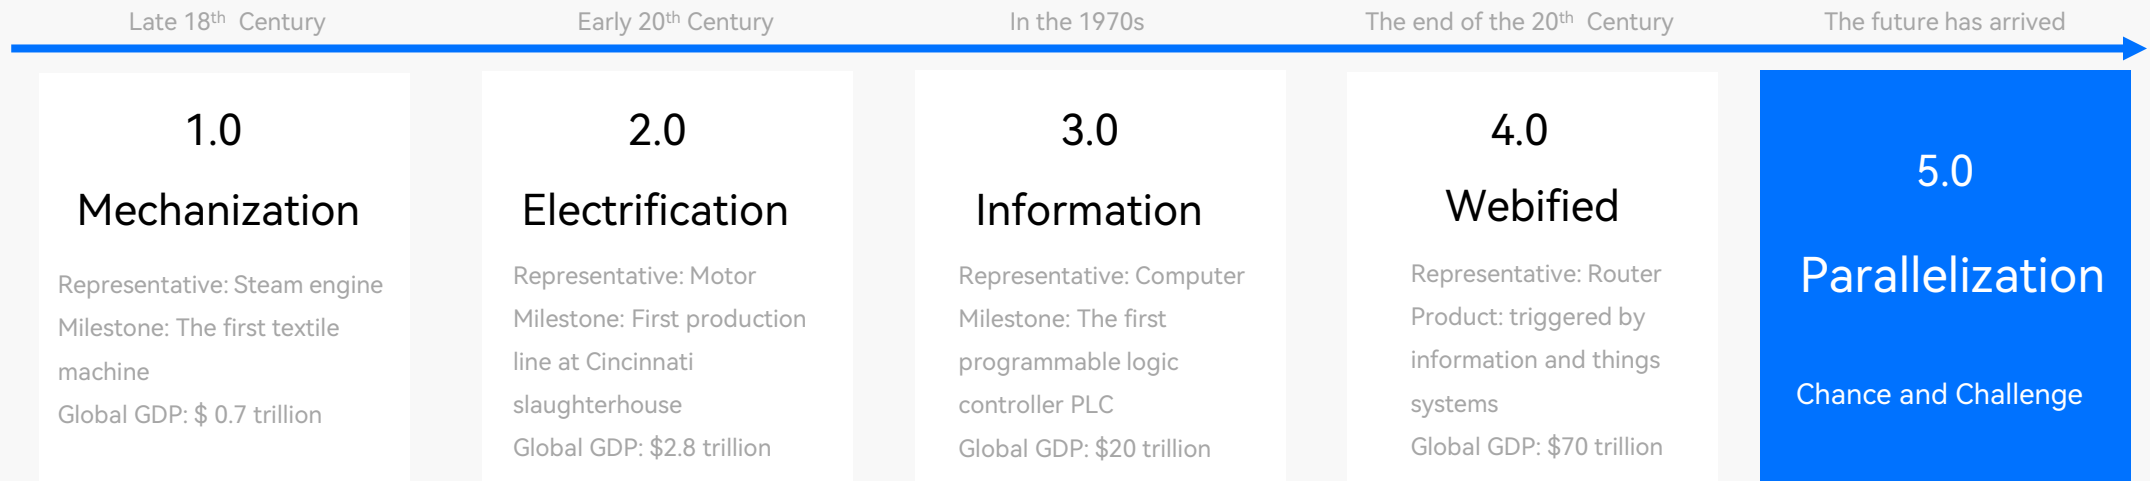 Late 18th Century
Early 20th Century
In the 1970s
The end of the 20th Century
The future has arrived
1.0
Mechanization
Representative: Steam engine
Milestone: The first textile
machine
Global GDP: $ 0.7 trillion
2.0
Electrification
Representative: Motor
Milestone: First production
line at Cincinnati
slaughterhouse
Global GDP: $2.8 trillion
3.0
Information
Representative: Computer
Milestone: The first
programmable logic
controller PLC
Global GDP: $20 trillion
4.0
Webified
Representative: Router
Product: triggered by
information and things
systems
Global GDP: $70 trillion
5.0
Parallelization
Chance and Challenge